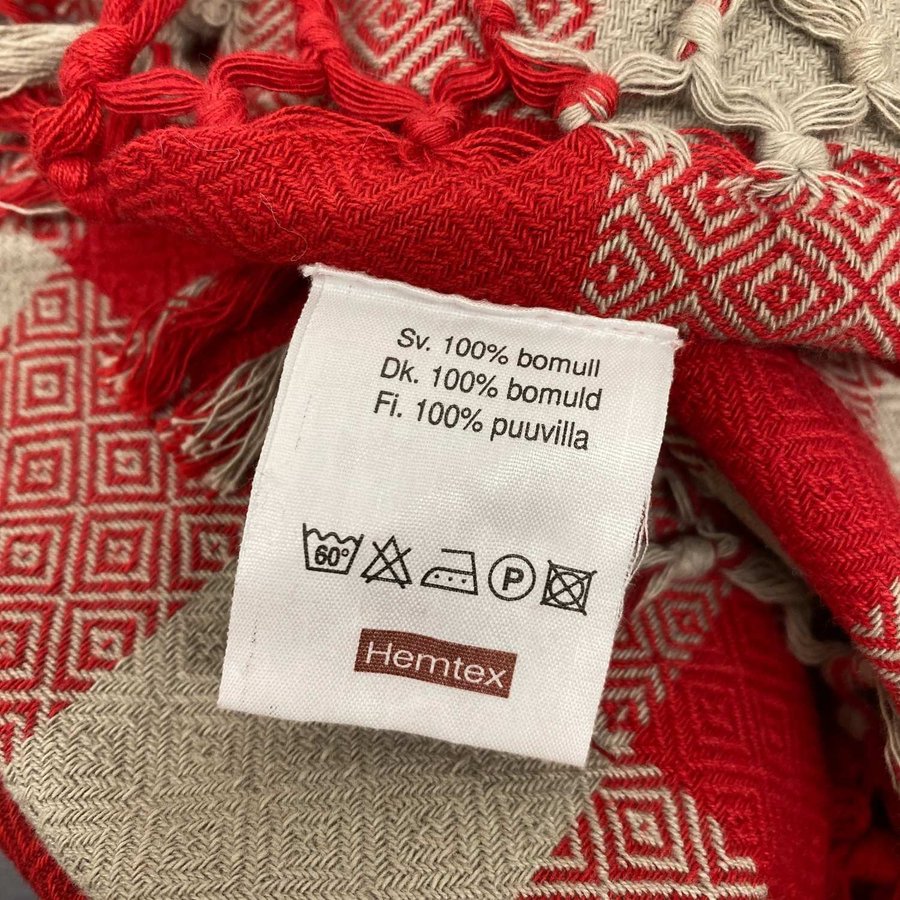 Sv. 100% bomull
Dk. 100% bomuld
Fi. 100% puuvilla
60° P
Hemtex